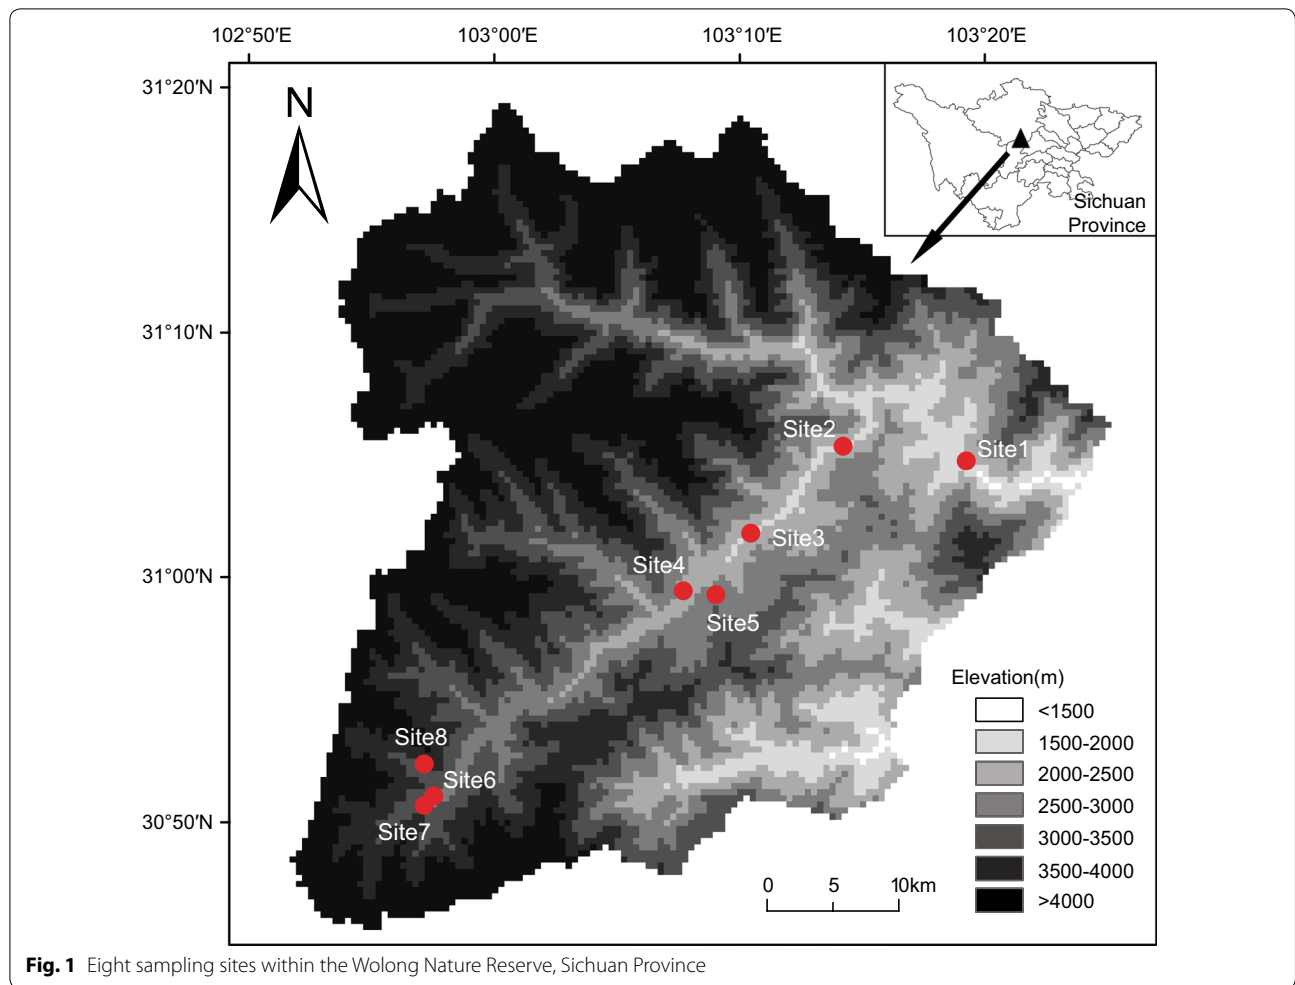 102°50′E 103°00′E 103°10′E 103°20′E
31°20′N
31°10′N
31°00′N
30°50′N
N
Sichuan
Province
Site2
Site1
Site3
Site4
Site5
Site8
Site6
Site7
Elevation(m)
<1500
1500-2000
2000-2500
2500-3000
3000-3500
3500-4000
>4000
0 5 10km
Fig. 1 Eight sampling sites within the Wolong Nature Reserve, Sichuan Province